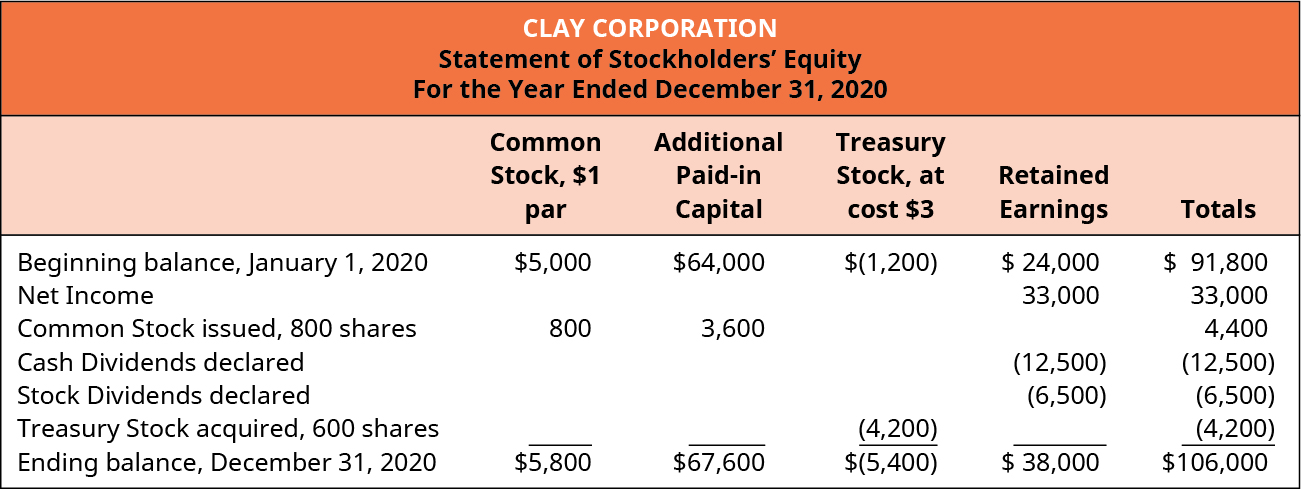 CLAY CORPORATION
Statement of Stockholders’ Equity
For the Year Ended December 31, 2020
Common Stock, $1 par Additional Paid-in Capital Treasury Stock, at cost $3 Retained Earnings Totals
Beginning balance, January 1, 2020 $5,000 $64,000 $(1,200) $ 24,000 $ 91,800
Net Income 33,000 33,000
Common Stock issued, 800 shares 800 3,600 4,400
Cash Dividends declared (12,500) (12,500)
Stock Dividends declared (6,500) (6,500)
Treasury Stock acquired, 600 shares (4,200) (4,200)
Ending balance, December 31, 2020 $5,800 $67,600 $(5,400) $ 38,000 $106,000